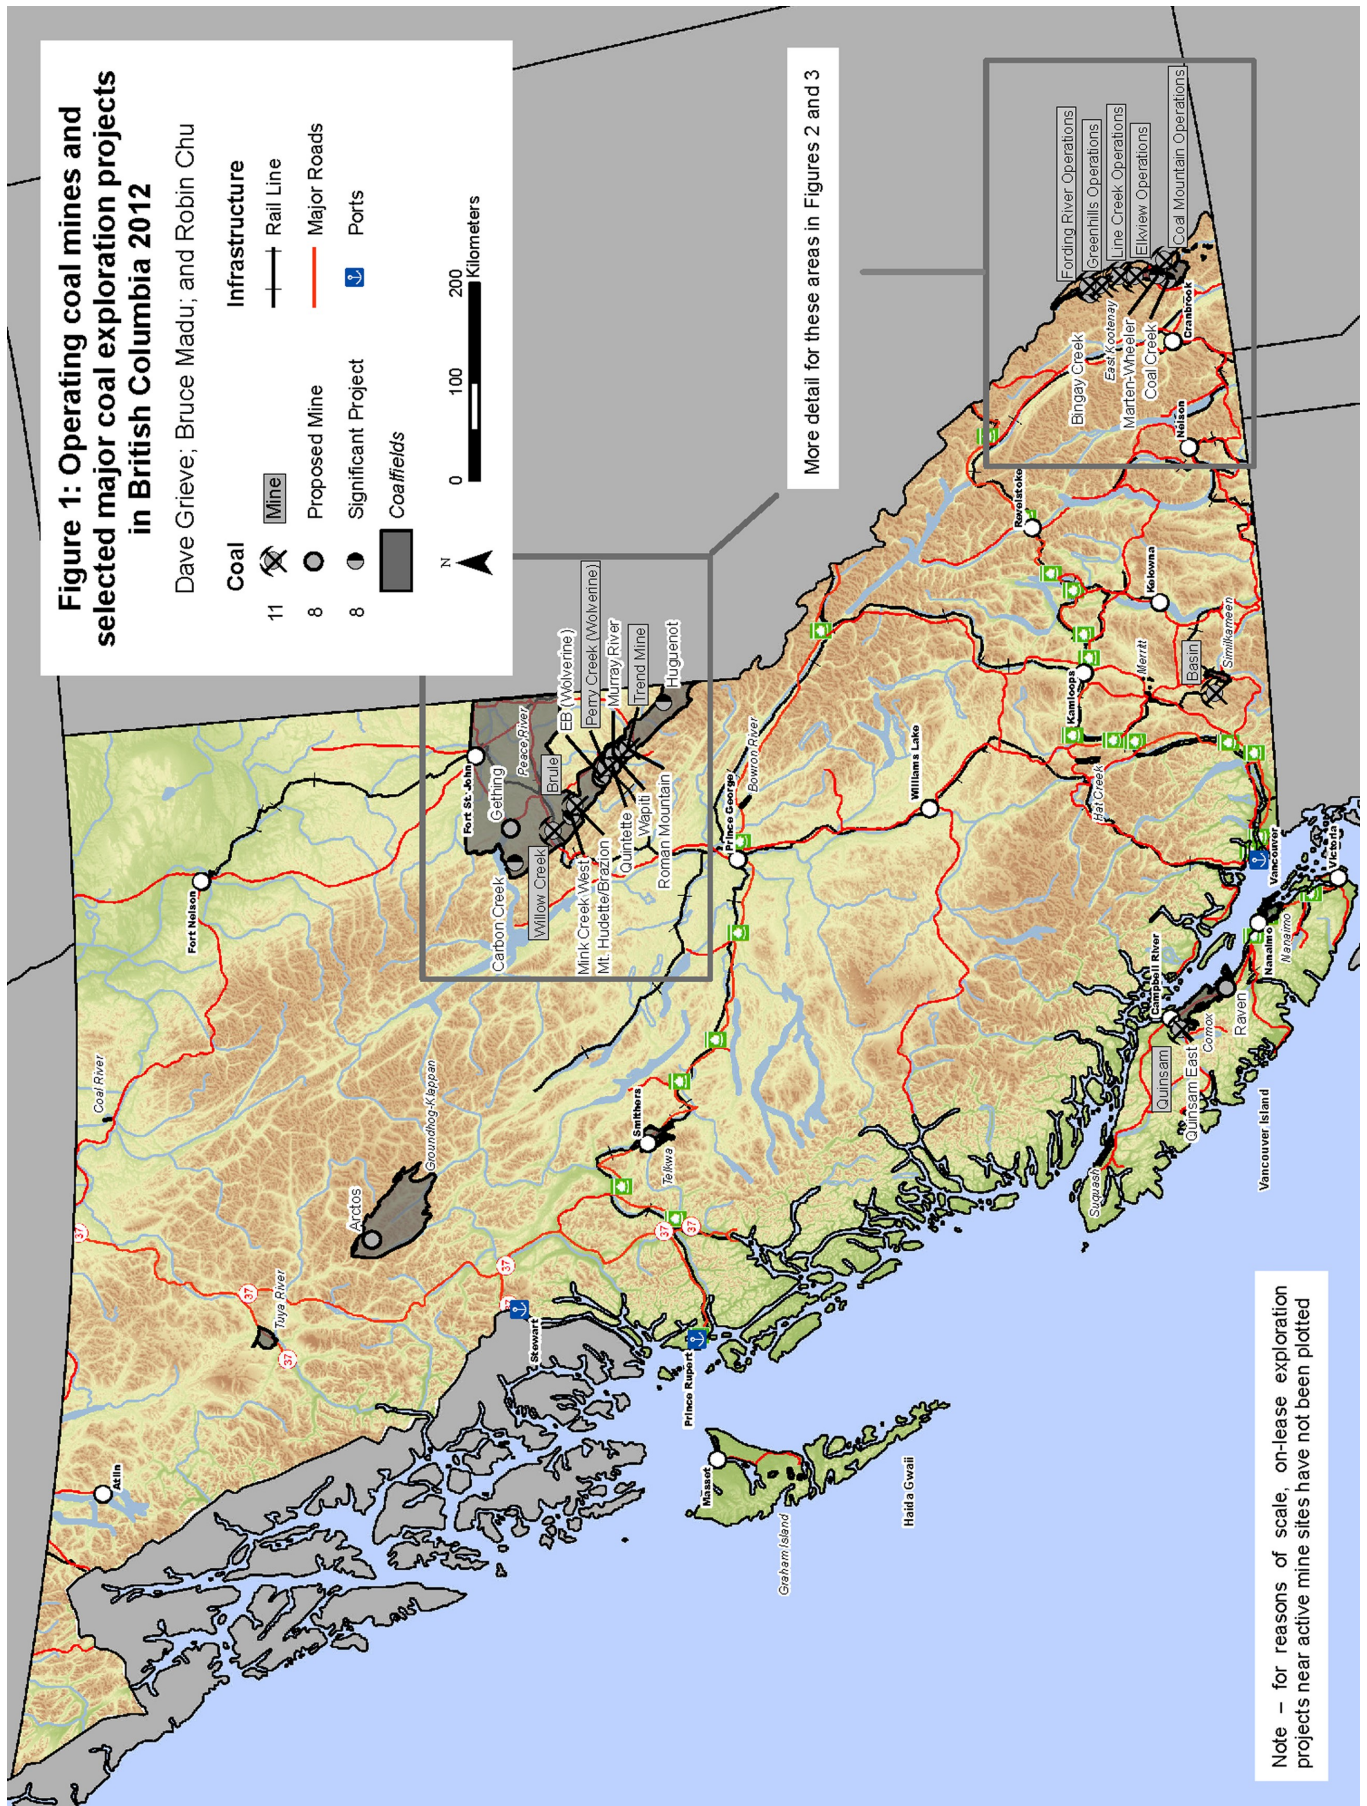 Figure 1: Operating coal mines and
selected major coal exploration projects
in British Columbia 2012
Dave Grieve; Bruce Madu; and Robin Chu
Coal
11 Mine
8 Proposed Mine
8 Significant Project
Coalfields
Infrastructure
Rail Line
Major Roads
Ports
N
0 100 200
Kilometers
More detail for these areas in Figures 2 and 3
Atlin
37
Coal River
Fort Nelson
Tuya River
37
37
Arctos
Groundhog-Klappan
37
37
Stewart
Fort St. John
Gething
Peace River
Carbon Creek
Willow Creek
Brule
Mink Creek West
Mt. Hudette/Brazion
EB (Wolverine)
Perry Creek (Wolverine)
Murray River
Trend Mine
Quintette
Wapiti
Roman Mountain
Huguenot
Smithers
Telkwa
37
37
Prince Rupert
Masset
Graham Island
Haida Gwaii
Prince George
Bowron River
Williams Lake
Hat Creek
Kamloops
Merritt
Revelstoke
Kelowna
Basin
Similkameen
Nelson
Cranbrook
Bingay Creek
East Kootenay
Marten-Wheeler
Coal Creek
Fording River Operations
Greenhills Operations
Line Creek Operations
Elkview Operations
Coal Mountain Operations
Suquash
Campbell River
Quinsam
Quinsam East
Comox
Raven
Vancouver Island
Nanaimo
Nanaimo
Vancouver
Victoria
Note – for reasons of scale, on-lease exploration
projects near active mine sites have not been plotted